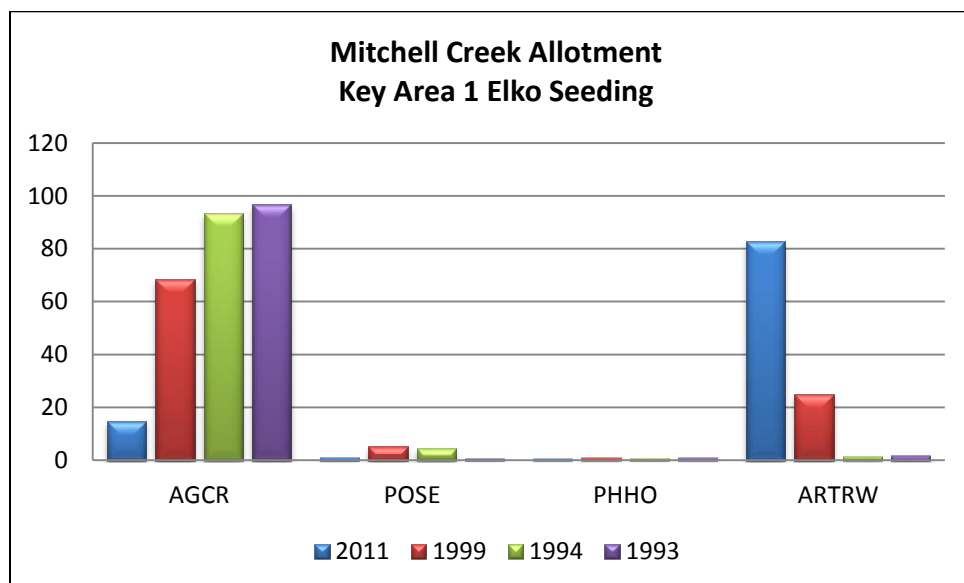 Mitchell Creek Allotment
Key Area 1 Elko Seeding
120
100
80
60
40
20
0
AGCR POSE PHHO ARTRW
2011 1999 1994 1993